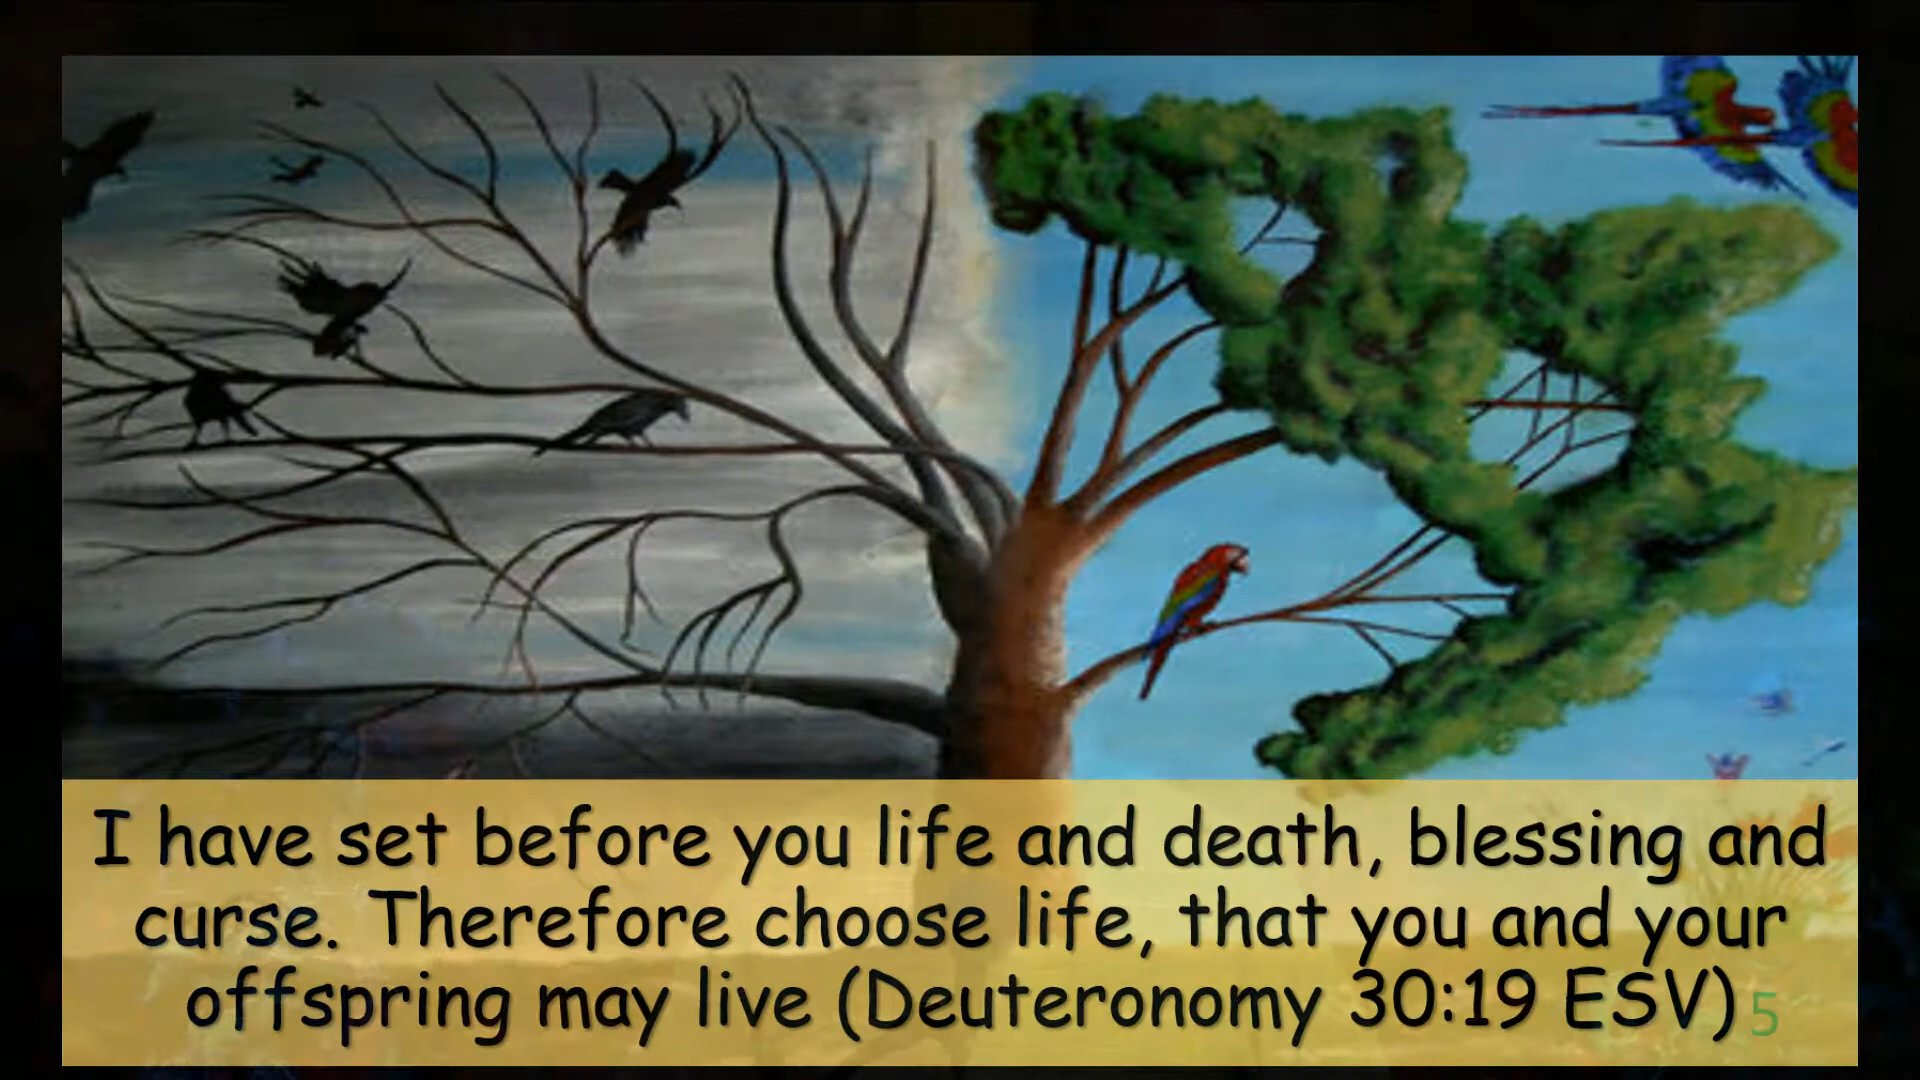 I have set before you life and death, blessing and
curse. Therefore choose life, that you and your
offspring may live (Deuteronomy 30:19 ESV) 5